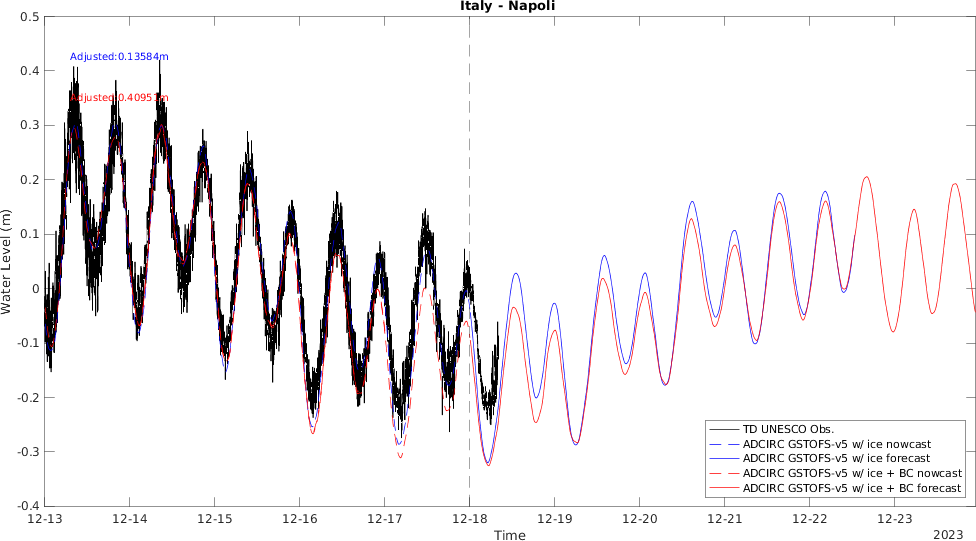 Italy - Napoli
0.5
0.4
0.3
0.2
0.1
0
-0.1
-0.2
-0.3
-0.4
Water Level (m)
Adjusted:0.13584m
Adjusted:0.40951m
TD UNESCO Obs.
ADCIRC GSTOFS-v5 w/ ice nowcast
ADCIRC GSTOFS-v5 w/ ice forecast
ADCIRC GSTOFS-v5 w/ ice + BC nowcast
ADCIRC GSTOFS-v5 w/ ice + BC forecast
12-13 12-14 12-15 12-16 12-17 12-18 12-19 12-20 12-21 12-22 12-23
Time
2023